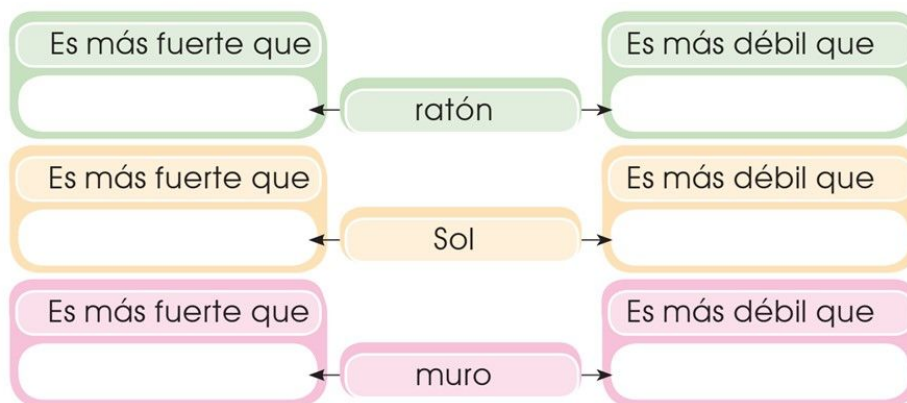 Es más fuerte que
Es más débil que
ratón
Es más fuerte que
Es más débil que
Sol
Es más fuerte que
Es más débil que
muro